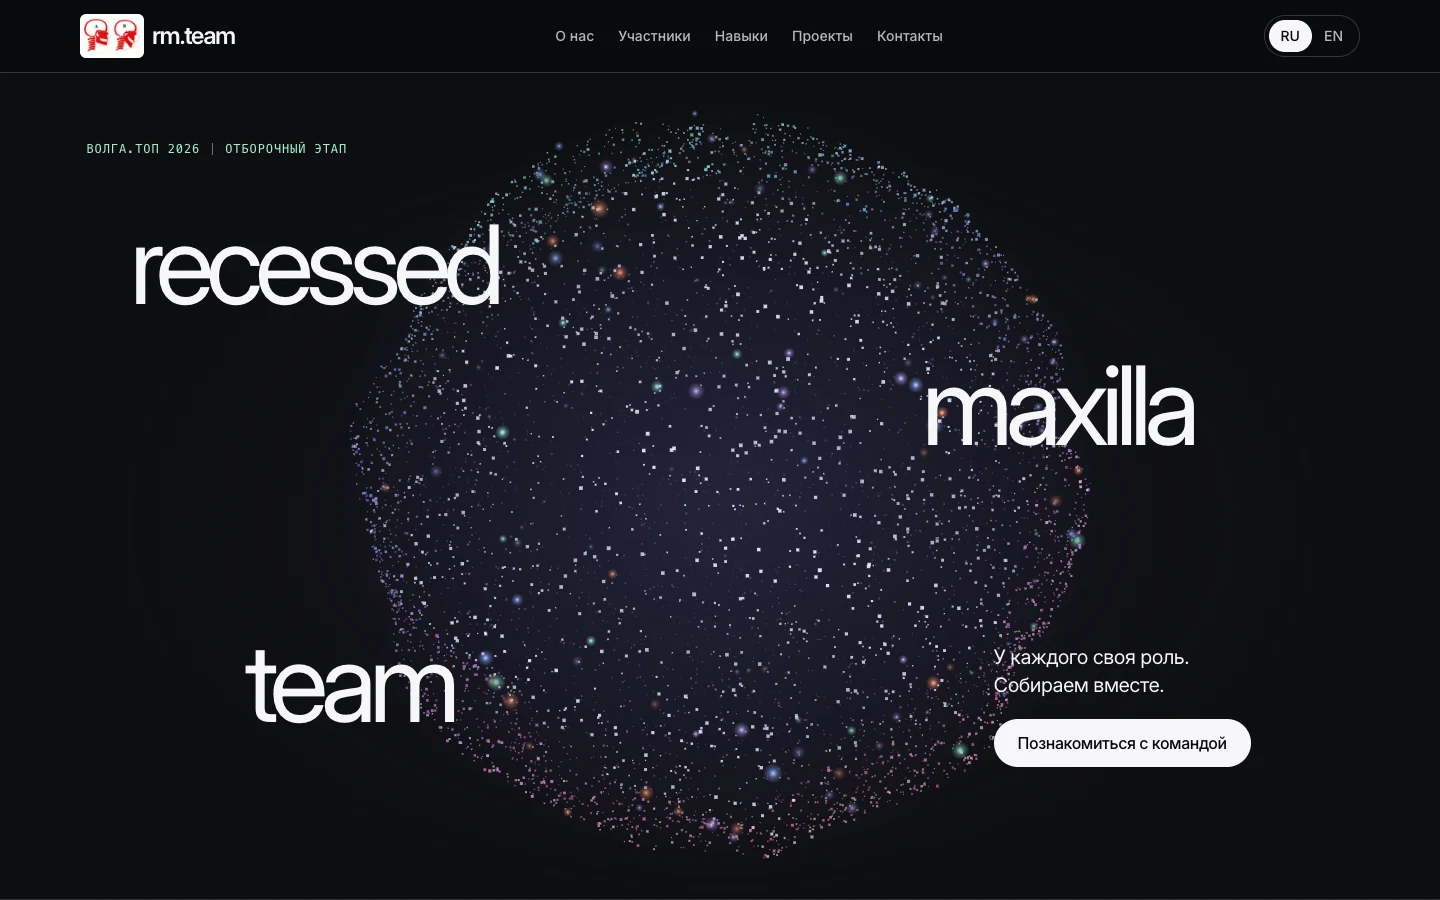 rm.team
О нас
Участники
Навыки
Проекты
Контакты
RU
EN
ВОЛГА.ТОП 2026 | ОТБОРОЧНЫЙ ЭТАП
recessed
maxilla
team
У каждого своя роль.
Собираем вместе.
Познакомиться с командой